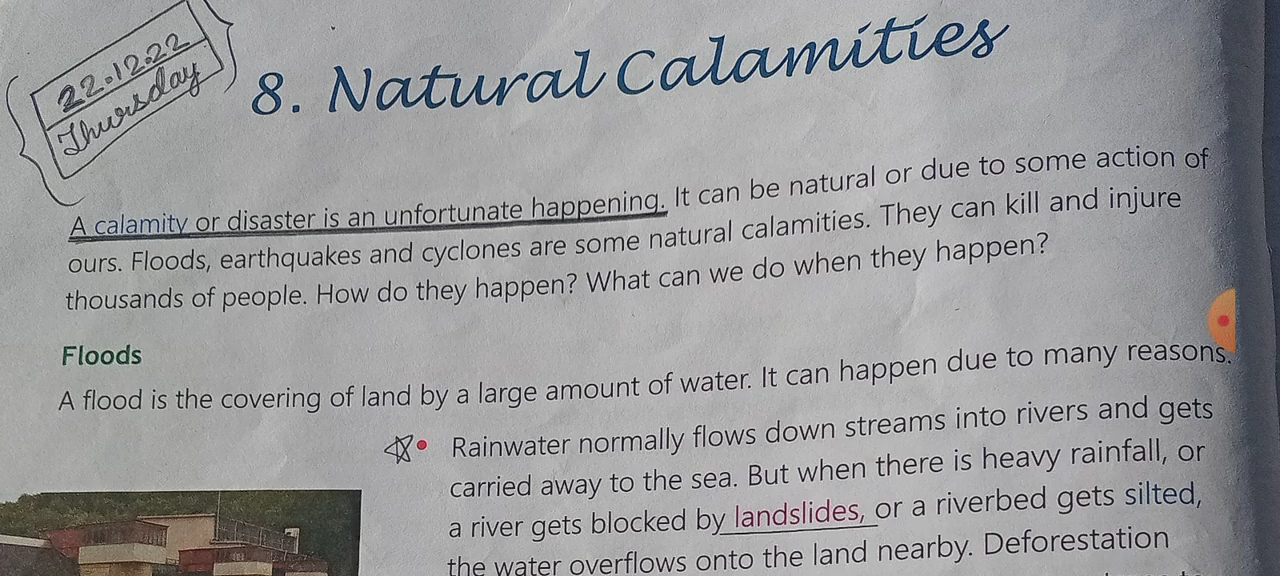 22.12.22
Thursday
8. Natural Calamities
A calamity or disaster is an unfortunate happening. It can be natural or due to some action of
ours. Floods, earthquakes and cyclones are some natural calamities. They can kill and injure
thousands of people. How do they happen? What can we do when they happen?
Floods
A flood is the covering of land by a large amount of water. It can happen due to many reasons.
• Rainwater normally flows down streams into rivers and gets
carried away to the sea. But when there is heavy rainfall, or
a river gets blocked by landslides, or a riverbed gets silted,
the water overflows onto the land nearby. Deforestation